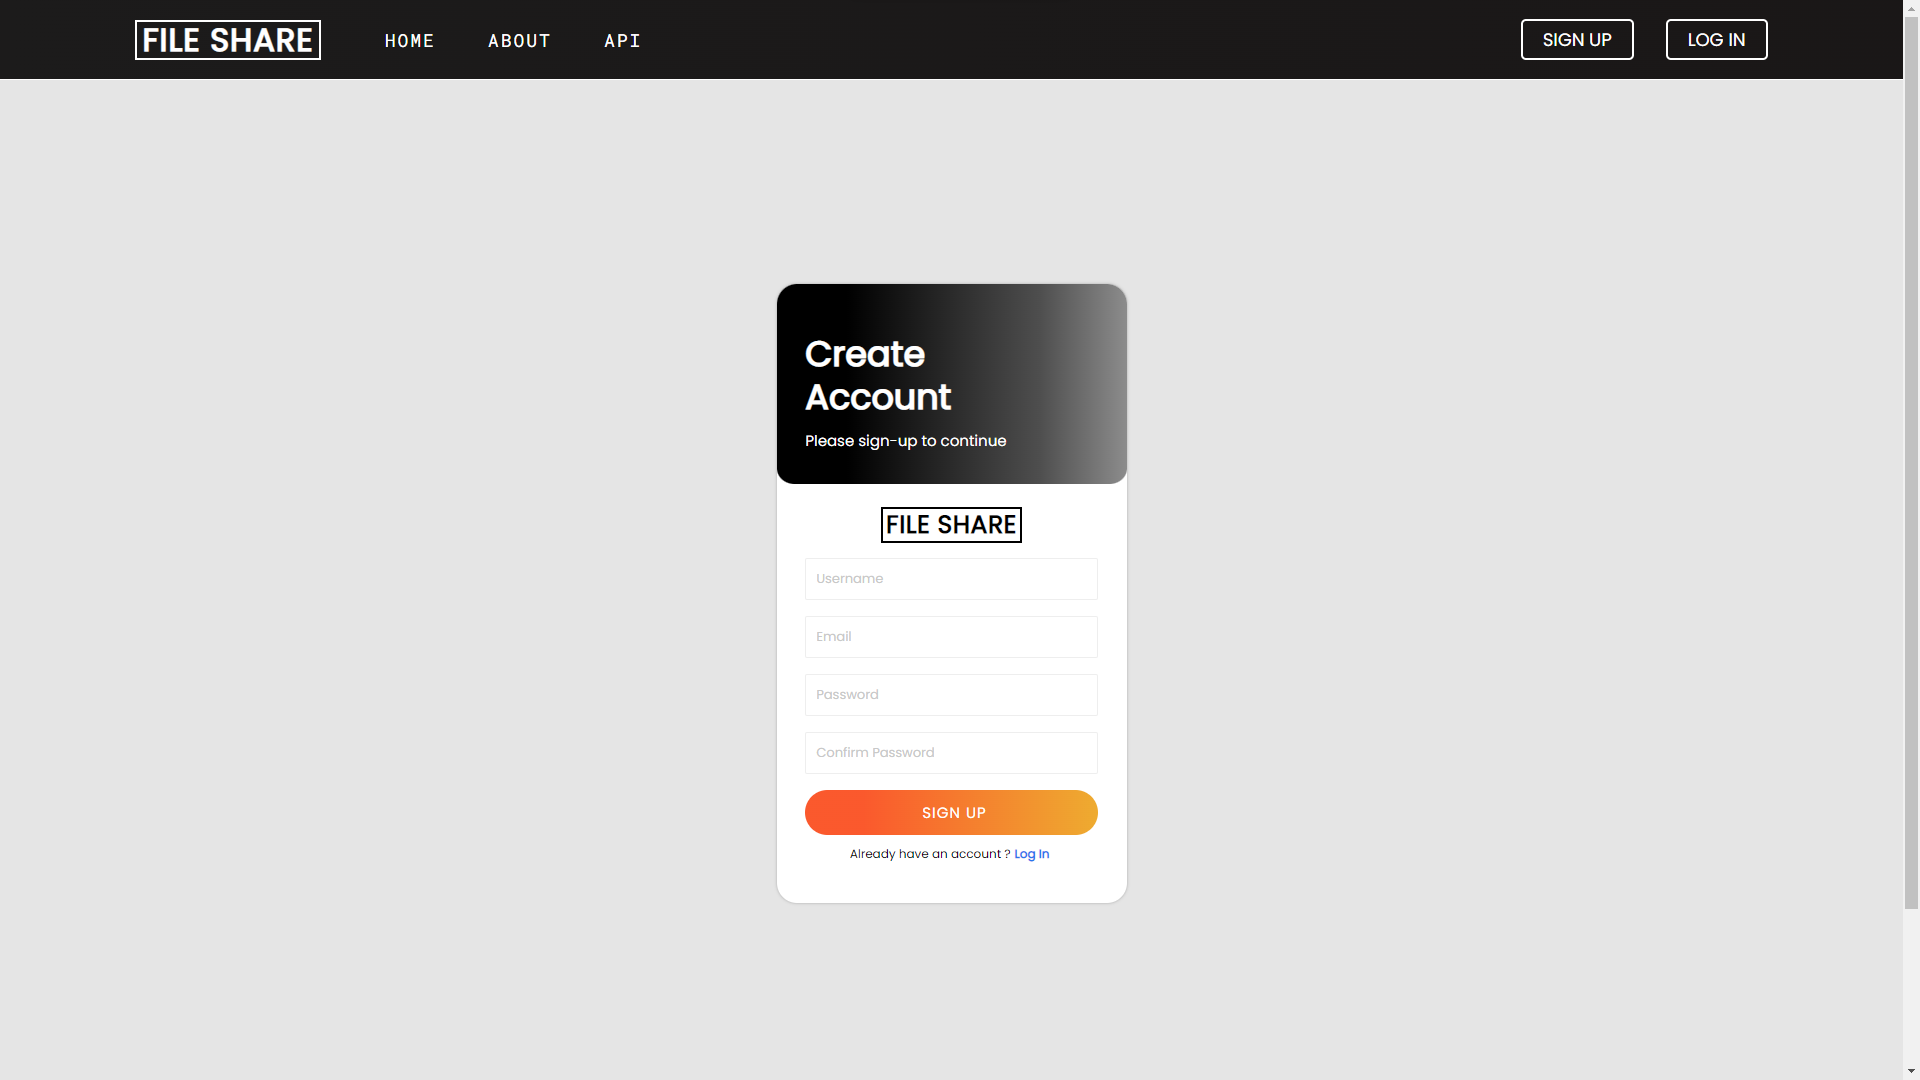 FILE SHARE
HOME
ABOUT
API
SIGN UP
LOG IN
Create
Account
Please sign-up to continue
FILE SHARE
Username
Email
Password
Confirm Password
SIGN UP
Already have an account ? Log In